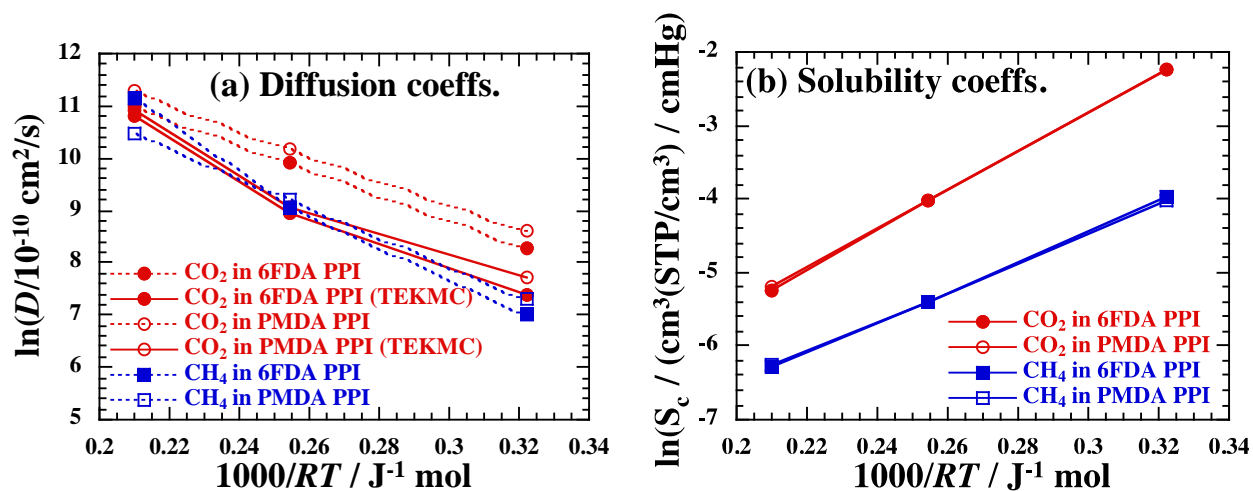 (a) Diffusion coeffs.
ln(D/10⁻¹⁰ cm²/s)
12
11
10
9
8
7
6
5
CO₂ in 6FDA PPI
CO₂ in 6FDA PPI (TEKMC)
CO₂ in PMDA PPI
CO₂ in PMDA PPI (TEKMC)
CH₄ in 6FDA PPI
CH₄ in PMDA PPI
0.2 0.22 0.24 0.26 0.28 0.3 0.32 0.34
1000/RT / J⁻¹ mol
(b) Solubility coeffs.
ln(S_c / (cm³(STP/cm³) / cmHg)
-2
-3
-4
-5
-6
-7
CO₂ in 6FDA PPI
CO₂ in PMDA PPI
CH₄ in 6FDA PPI
CH₄ in PMDA PPI
0.2 0.22 0.24 0.26 0.28 0.3 0.32 0.34
1000/RT / J⁻¹ mol